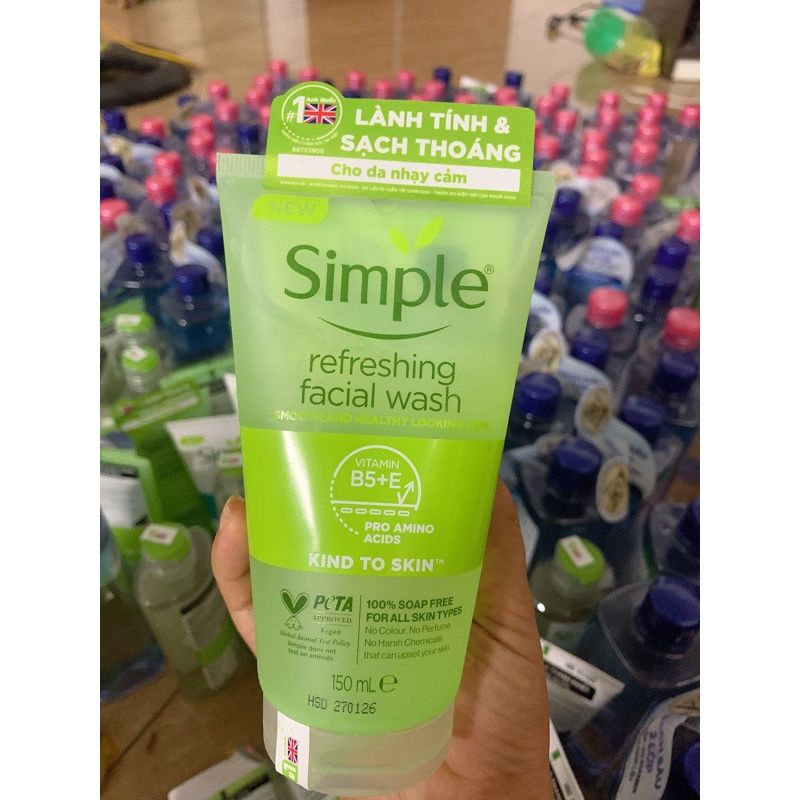 #1
Anh Quốc
LÀNH TÍNH &
SẠCH THOÁNG
Cho da nhạy cảm
NEW
Simple®
refreshing
facial wash
SMOOTH AND HEALTHY LOOKING
VITAMIN
B5+E
PRO AMINO
ACIDS
KIND TO SKIN™
PETA
APPROVED
Vegan
Global Animal Test Policy
Simple does not
test on animals.
100% SOAP FREE
FOR ALL SKIN TYPES
No Colour. No Perfume
No Harsh Chemicals
that can upset your skin
150 mL ℮
HSD 270126